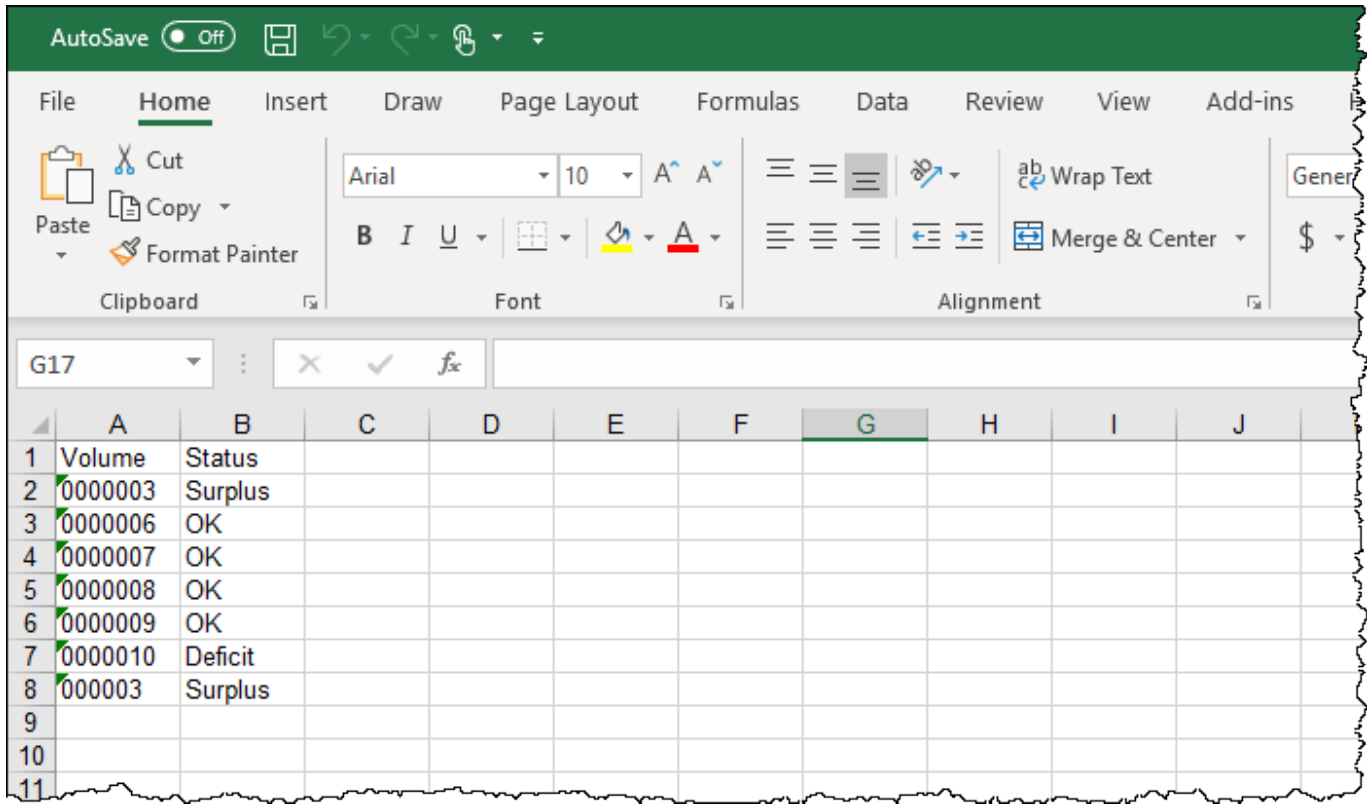 AutoSave Off
File Home Insert Draw Page Layout Formulas Data Review View Add-ins
Cut
Copy
Paste
Format Painter
Clipboard
Arial 10 A A
B I U A
Font
ab Wrap Text
Merge & Center
Alignment
Gener
$
G17 fx
A B C D E F G H I J
1 Volume Status
2 0000003 Surplus
3 0000006 OK
4 0000007 OK
5 0000008 OK
6 0000009 OK
7 0000010 Deficit
8 000003 Surplus
9
10
11